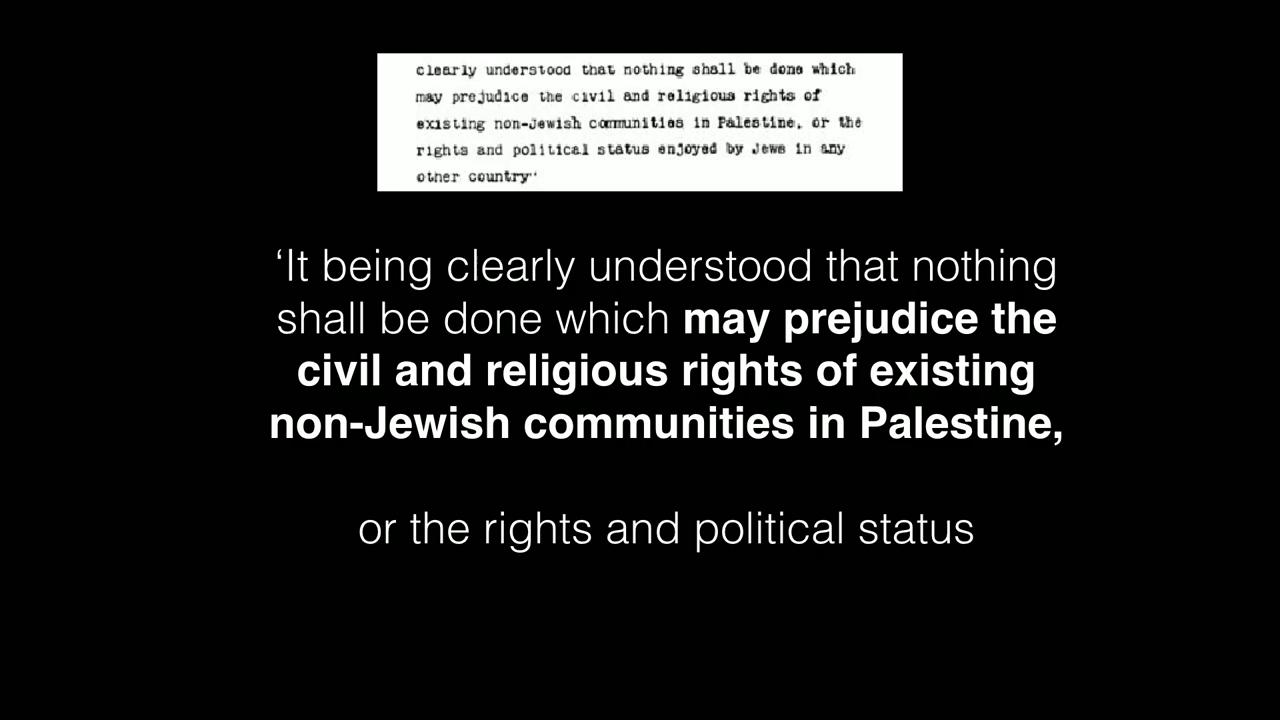 clearly understood that nothing shall be done which
may prejudice the civil and religious rights of
existing non-Jewish communities in Palestine, or the
rights and political status enjoyed by Jews in any
other country"
‘It being clearly understood that nothing
shall be done which may prejudice the
civil and religious rights of existing
non-Jewish communities in Palestine,
or the rights and political status